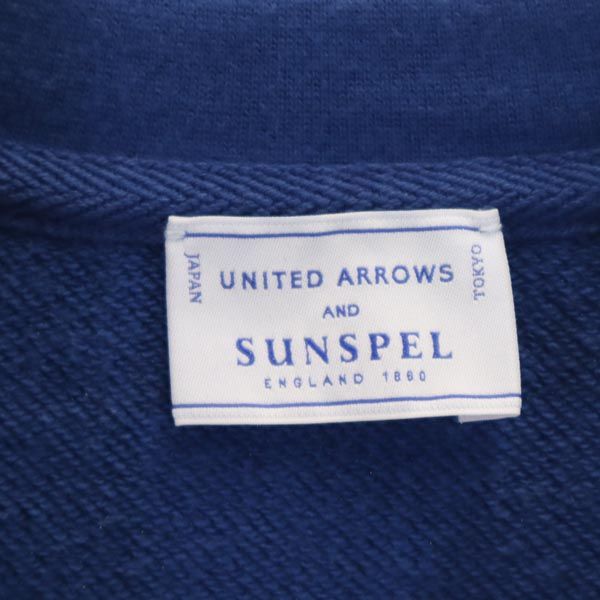 JAPAN
UNITED ARROWS
TOKYO
AND
SUNSPEL
ENGLAND 1860